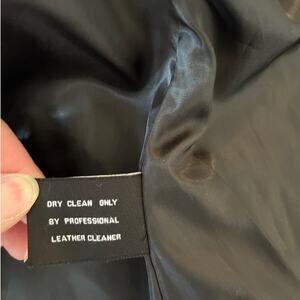 DRY CLEAN ONLY
BY PROFESSIONAL
LEATHER CLEANER